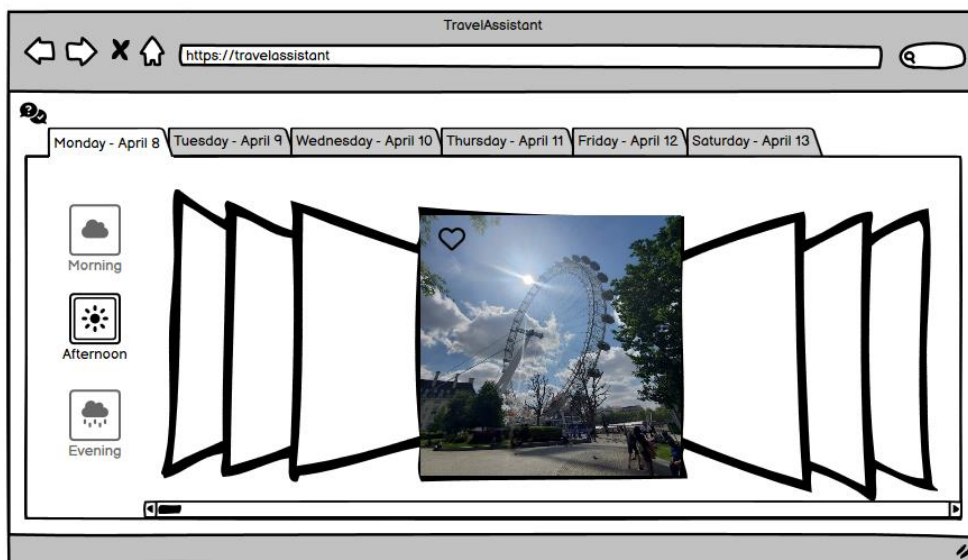 TravelAssistant
https://travelassistant
Monday - April 8
Tuesday - April 9
Wednesday - April 10
Thursday - April 11
Friday - April 12
Saturday - April 13
Morning
Afternoon
Evening